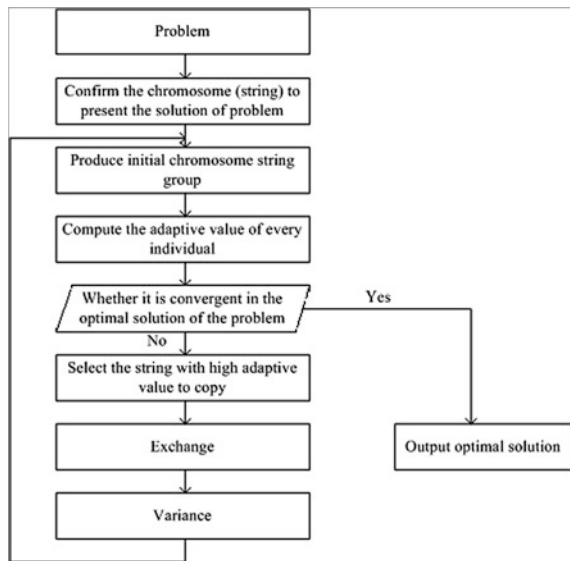 Problem
Confirm the chromosome (string) to
present the solution of problem
Produce initial chromosome string
group
Compute the adaptive value of every
individual
Whether it is convergent in the
optimal solution of the problem
Yes
No
Select the string with high adaptive
value to copy
Exchange
Output optimal solution
Variance